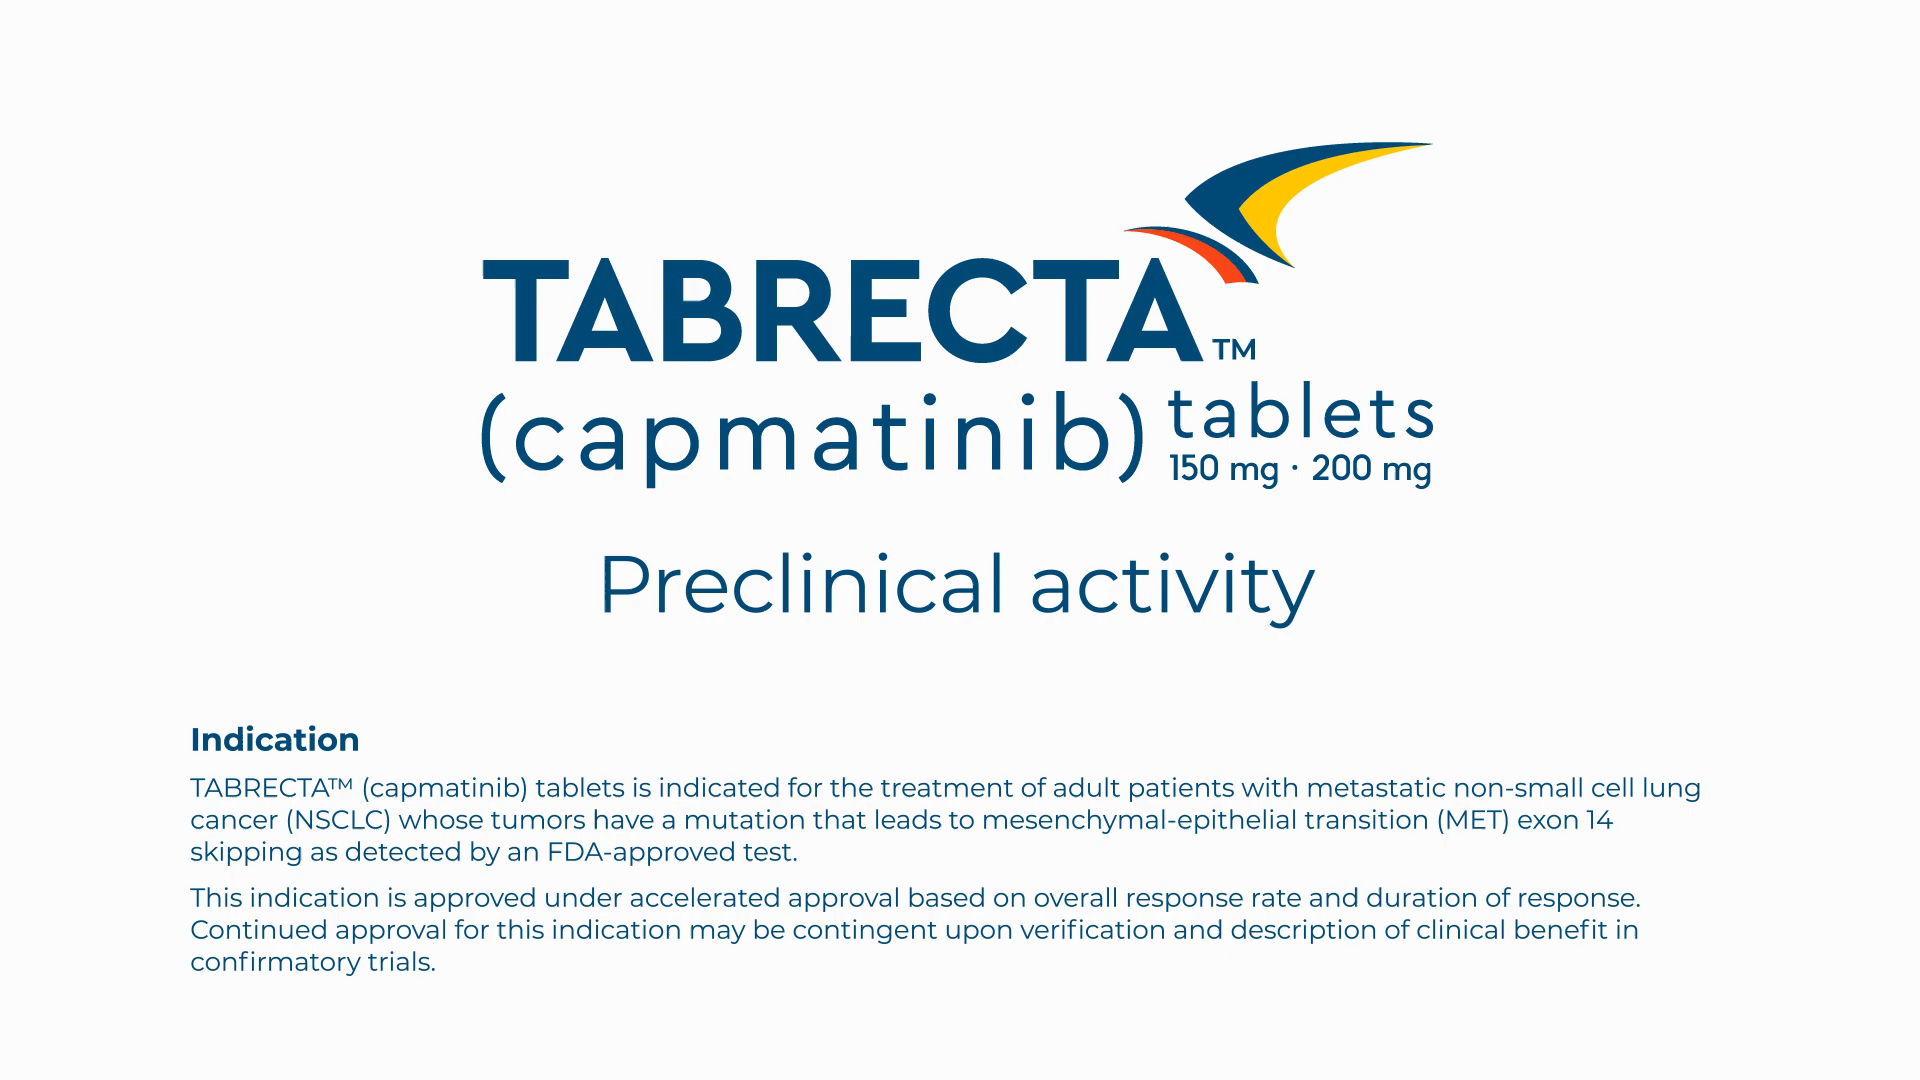 TABRECTA™
(capmatinib) tablets
150 mg · 200 mg
Preclinical activity
Indication
TABRECTA™ (capmatinib) tablets is indicated for the treatment of adult patients with metastatic non-small cell lung
cancer (NSCLC) whose tumors have a mutation that leads to mesenchymal-epithelial transition (MET) exon 14
skipping as detected by an FDA-approved test.
This indication is approved under accelerated approval based on overall response rate and duration of response.
Continued approval for this indication may be contingent upon verification and description of clinical benefit in
confirmatory trials.